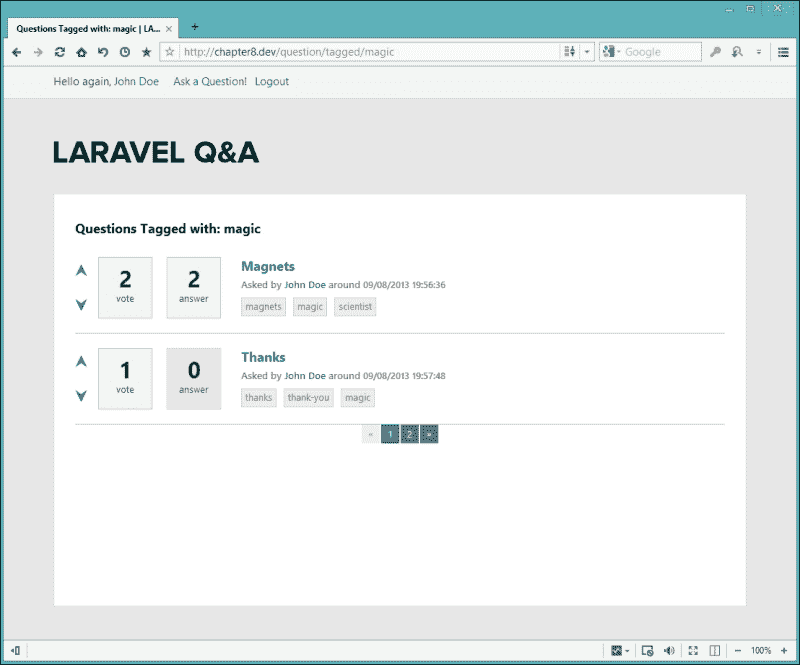 Questions Tagged with: magic | LA...
http://chapter8.dev/question/tagged/magic
Google
Hello again, John Doe Ask a Question! Logout
LARAVEL Q&A
Questions Tagged with: magic
2 vote
2 answer
Magnets
Asked by John Doe around 09/08/2013 19:56:36
magnets magic scientist
1 vote
0 answer
Thanks
Asked by John Doe around 09/08/2013 19:57:48
thanks thank-you magic
« 1 2 »
100%